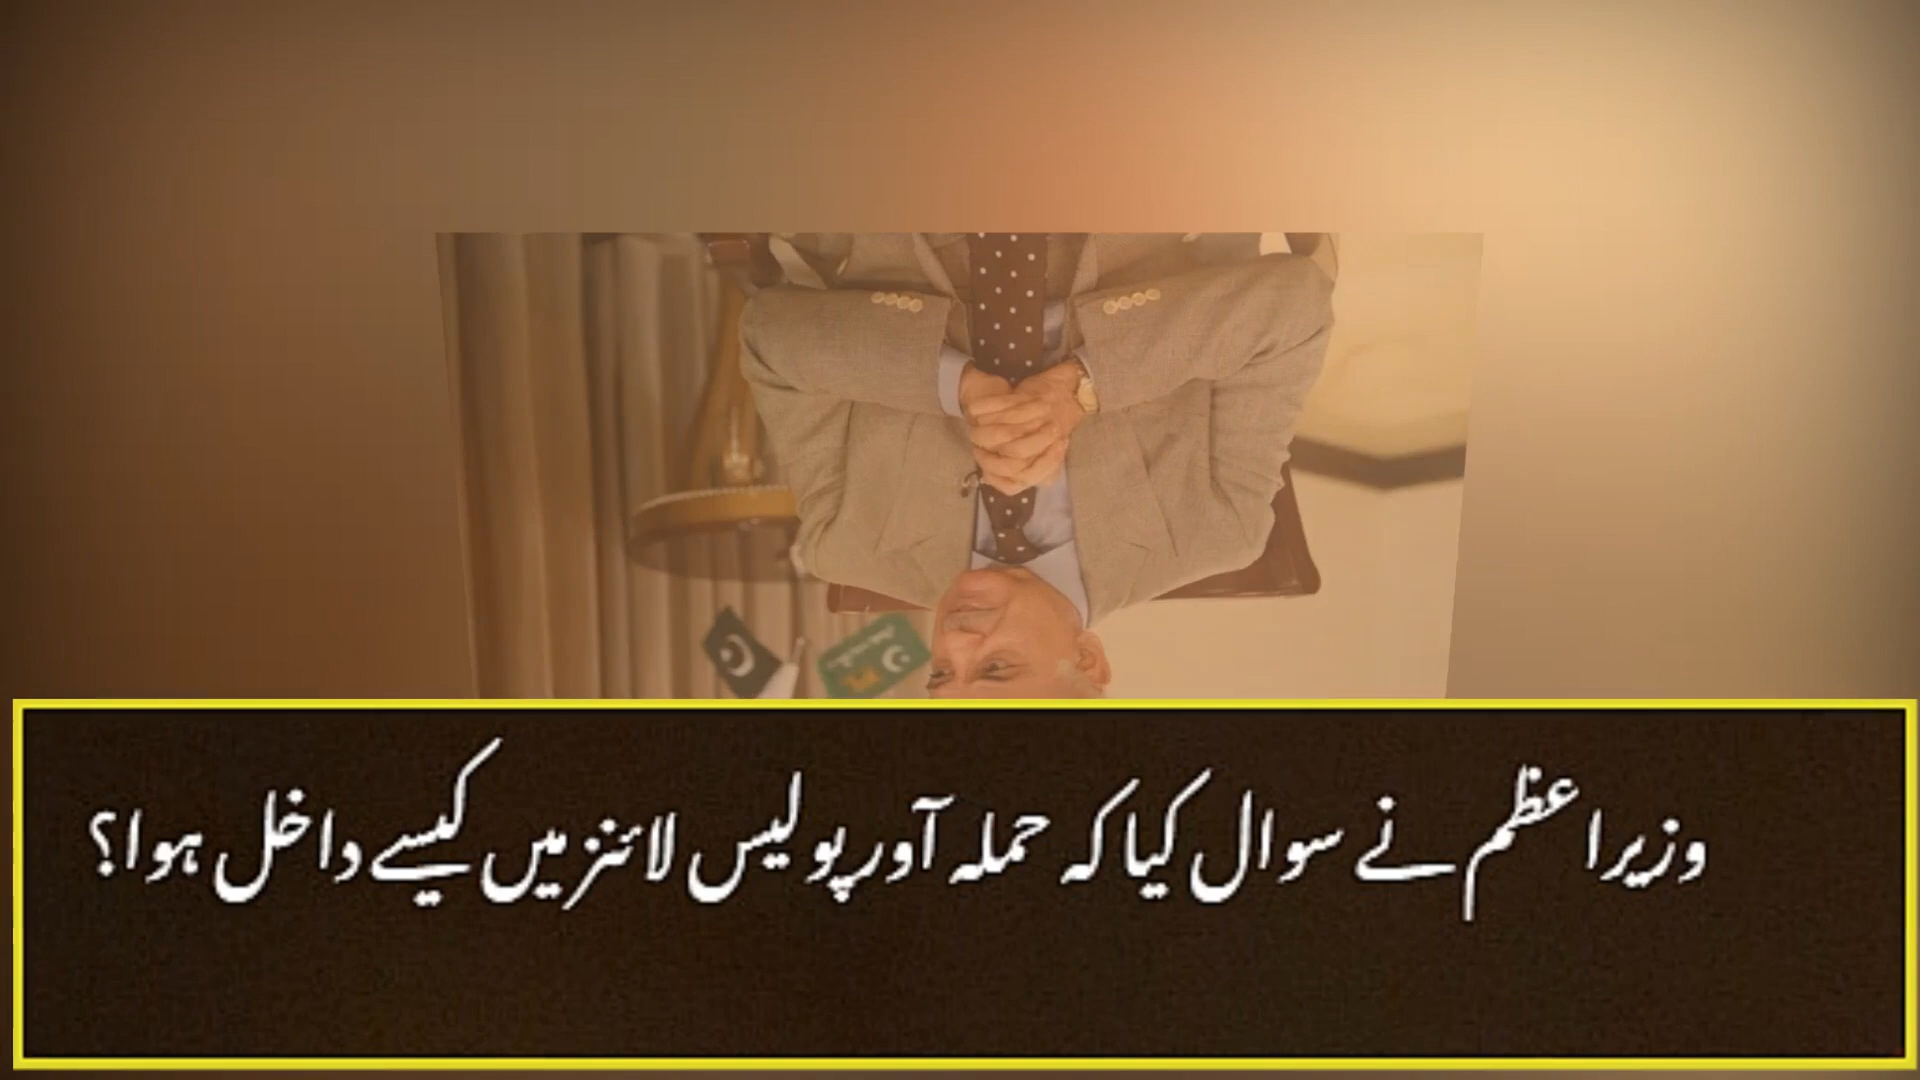 وزیراعظم نے سوال کیا کہ حملہ آور پولیس لائنز میں کیسے داخل ہوا؟